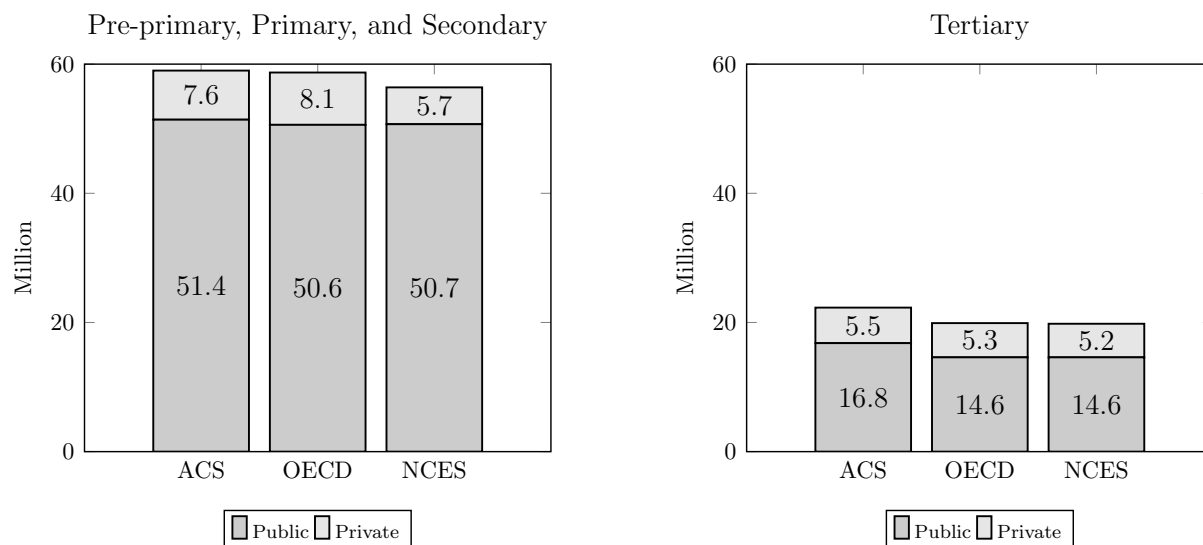 Pre-primary, Primary, and Secondary
60
40
20
0
Million
7.6
8.1
5.7
51.4
50.6
50.7
ACS OECD NCES
Public Private
Tertiary
60
40
20
0
Million
5.5
5.3
5.2
16.8
14.6
14.6
ACS OECD NCES
Public Private